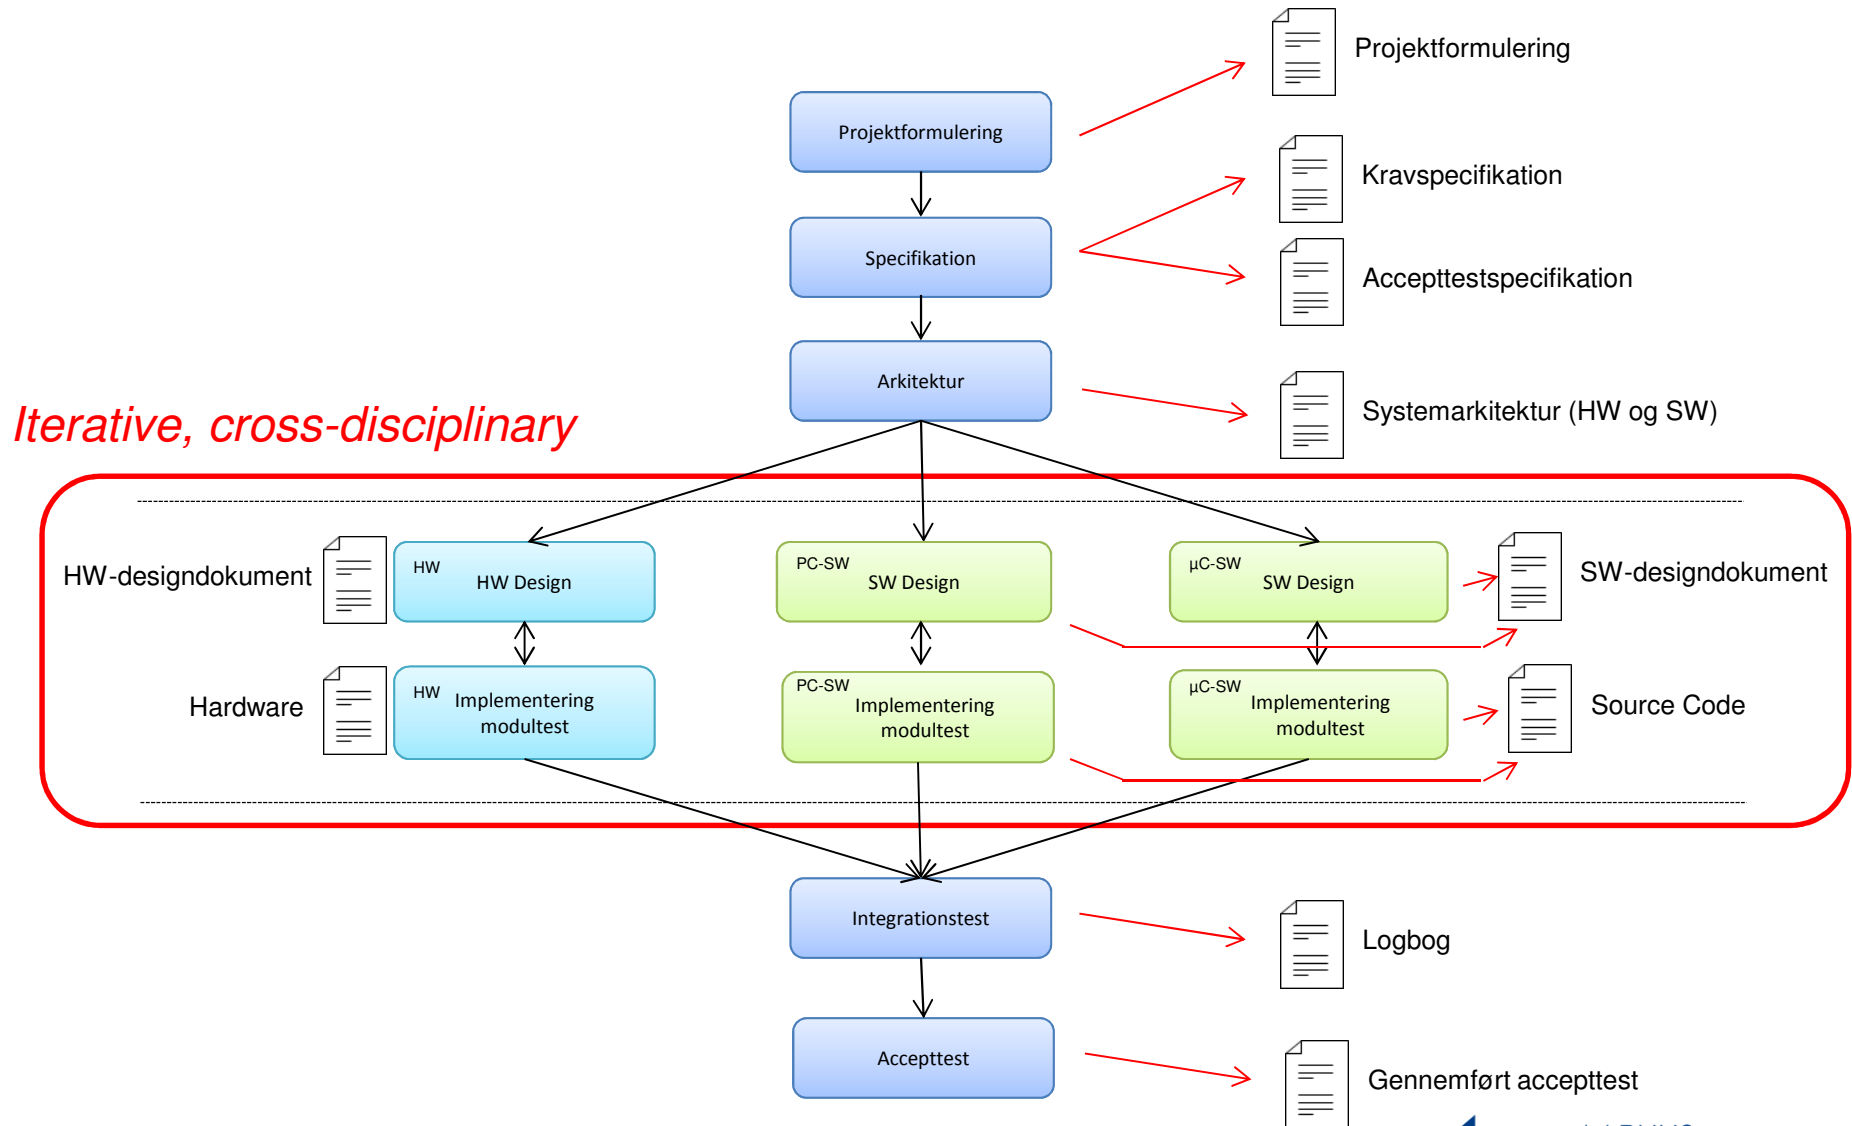 Projektformulering
Projektformulering
Kravspecifikation
Specifikation
Accepttestspecifikation
Arkitektur
Systemarkitektur (HW og SW)
Iterative, cross-disciplinary
HW-designdokument
HW
HW Design
PC-SW
SW Design
µC-SW
SW Design
SW-designdokument
Hardware
HW
Implementering
modultest
PC-SW
Implementering
modultest
µC-SW
Implementering
modultest
Source Code
Integrationstest
Logbog
Accepttest
Gennemført accepttest